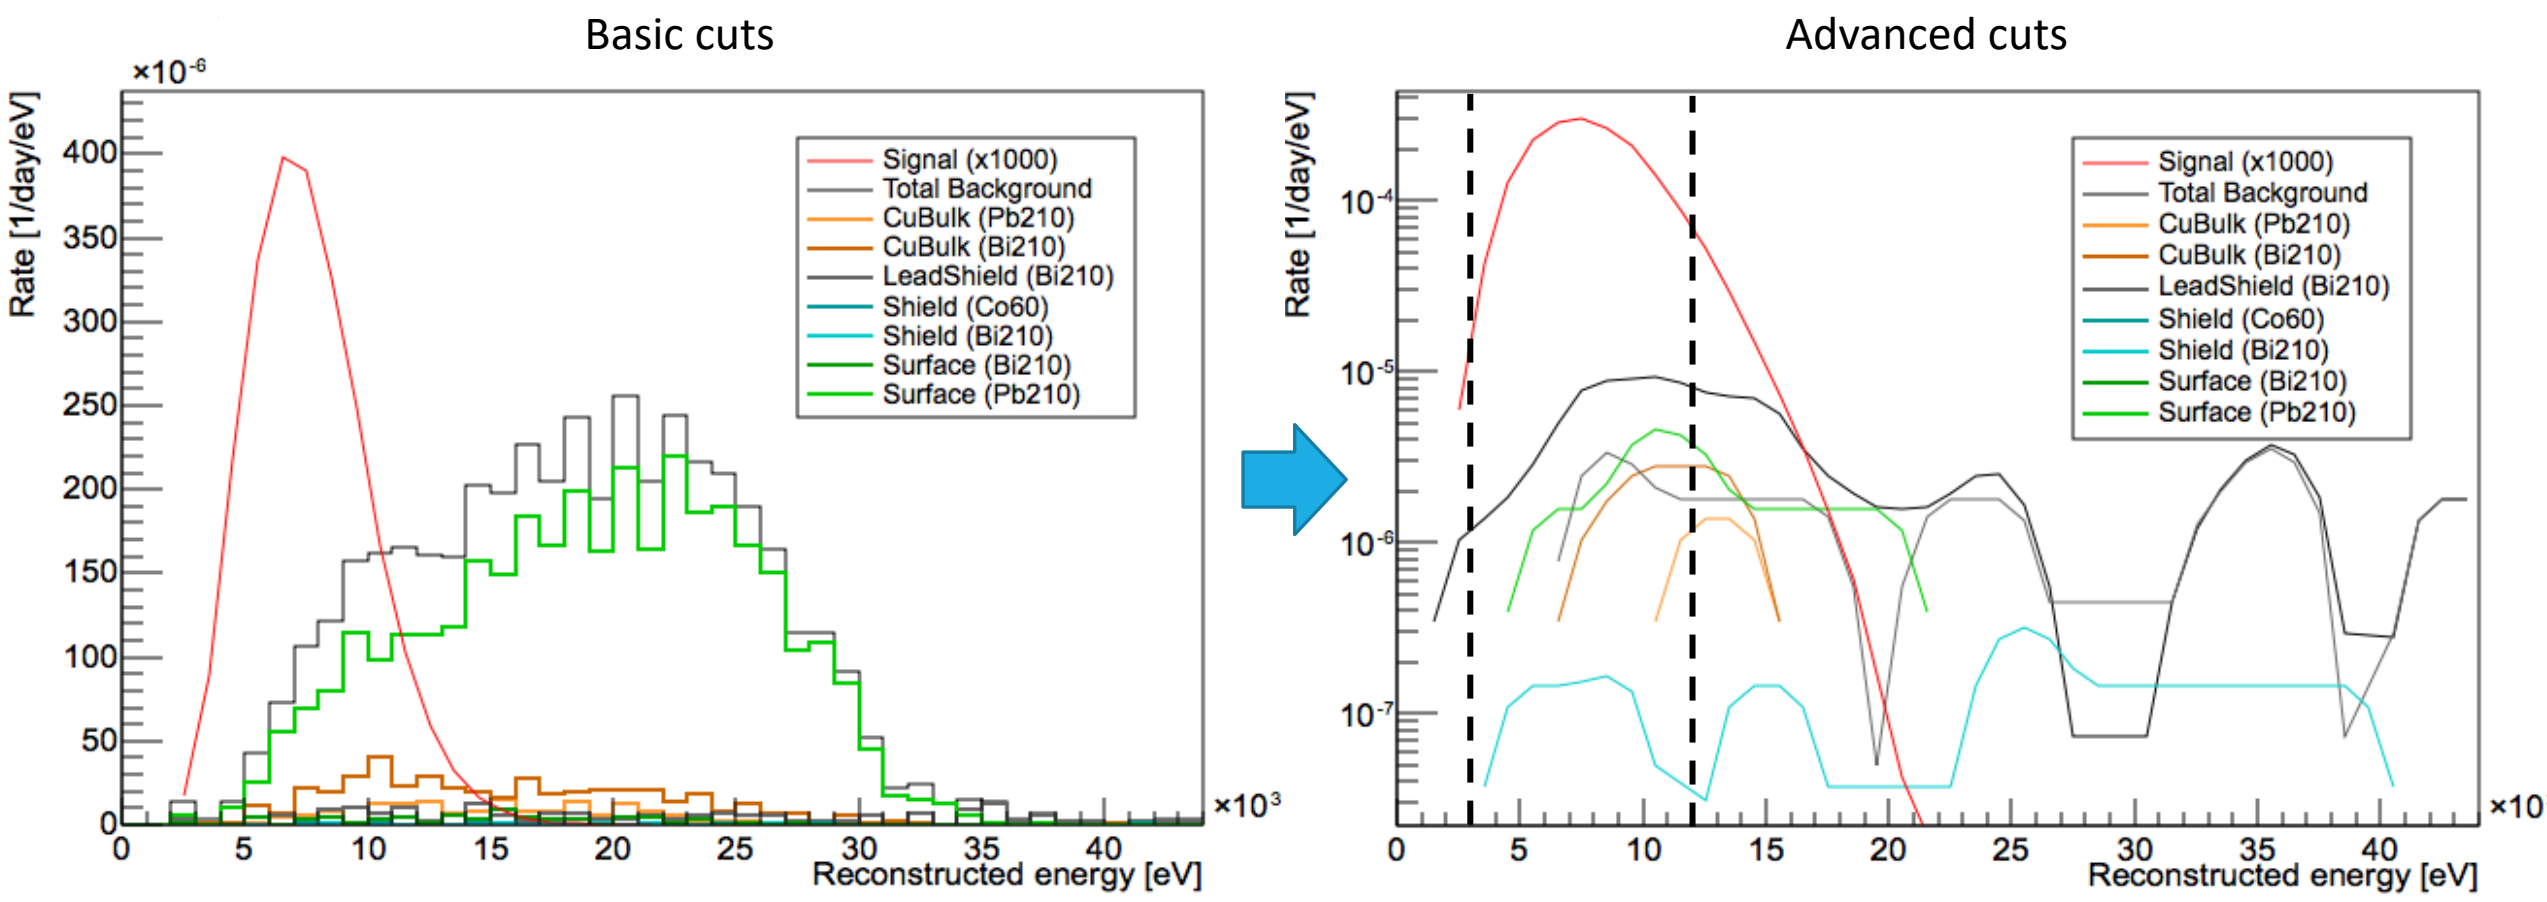 Basic cuts
×10-6
Rate [1/day/eV]
400
350
300
250
200
150
100
50
0
Signal (x1000)
Total Background
CuBulk (Pb210)
CuBulk (Bi210)
LeadShield (Bi210)
Shield (Co60)
Shield (Bi210)
Surface (Bi210)
Surface (Pb210)
0 5 10 15 20 25 30 35 40
×10³
Reconstructed energy [eV]
Advanced cuts
Rate [1/day/eV]
10-4
10-5
10-6
10-7
Signal (x1000)
Total Background
CuBulk (Pb210)
CuBulk (Bi210)
LeadShield (Bi210)
Shield (Co60)
Shield (Bi210)
Surface (Bi210)
Surface (Pb210)
0 5 10 15 20 25 30 35 40
×10
Reconstructed energy [eV]